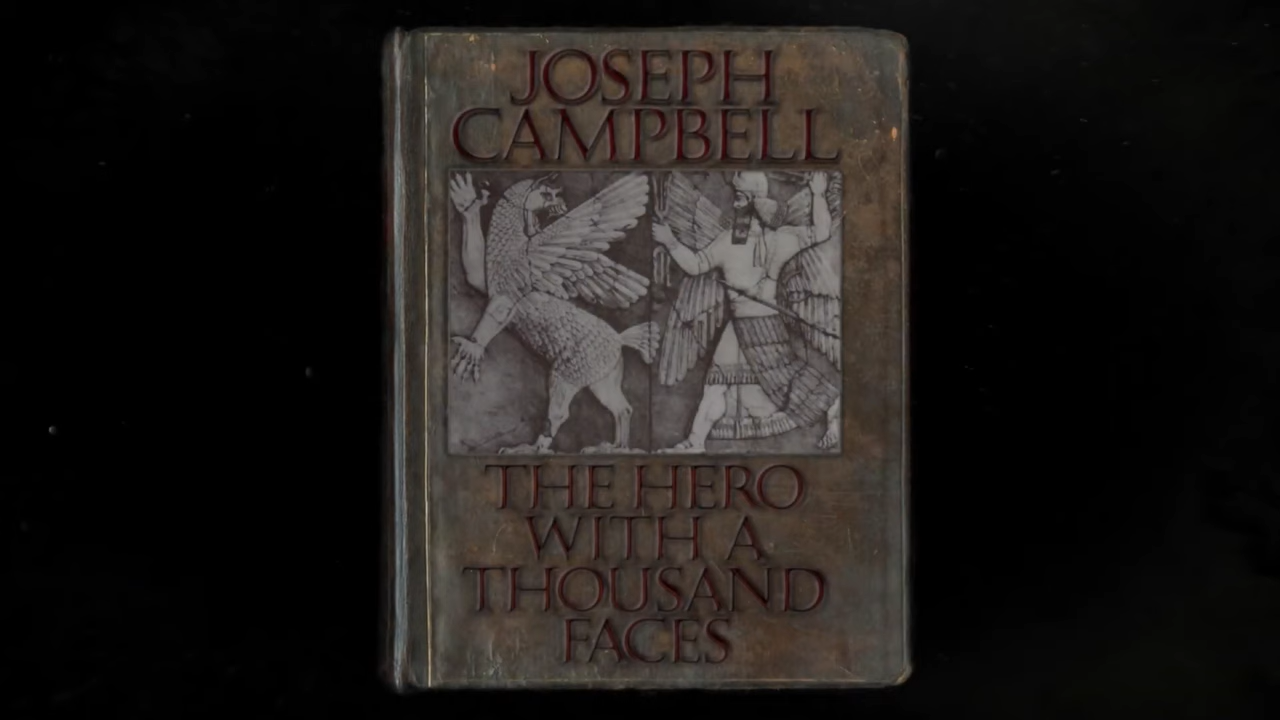 JOSEPH
CAMPBELL
THE HERO
WITH A
THOUSAND
FACES